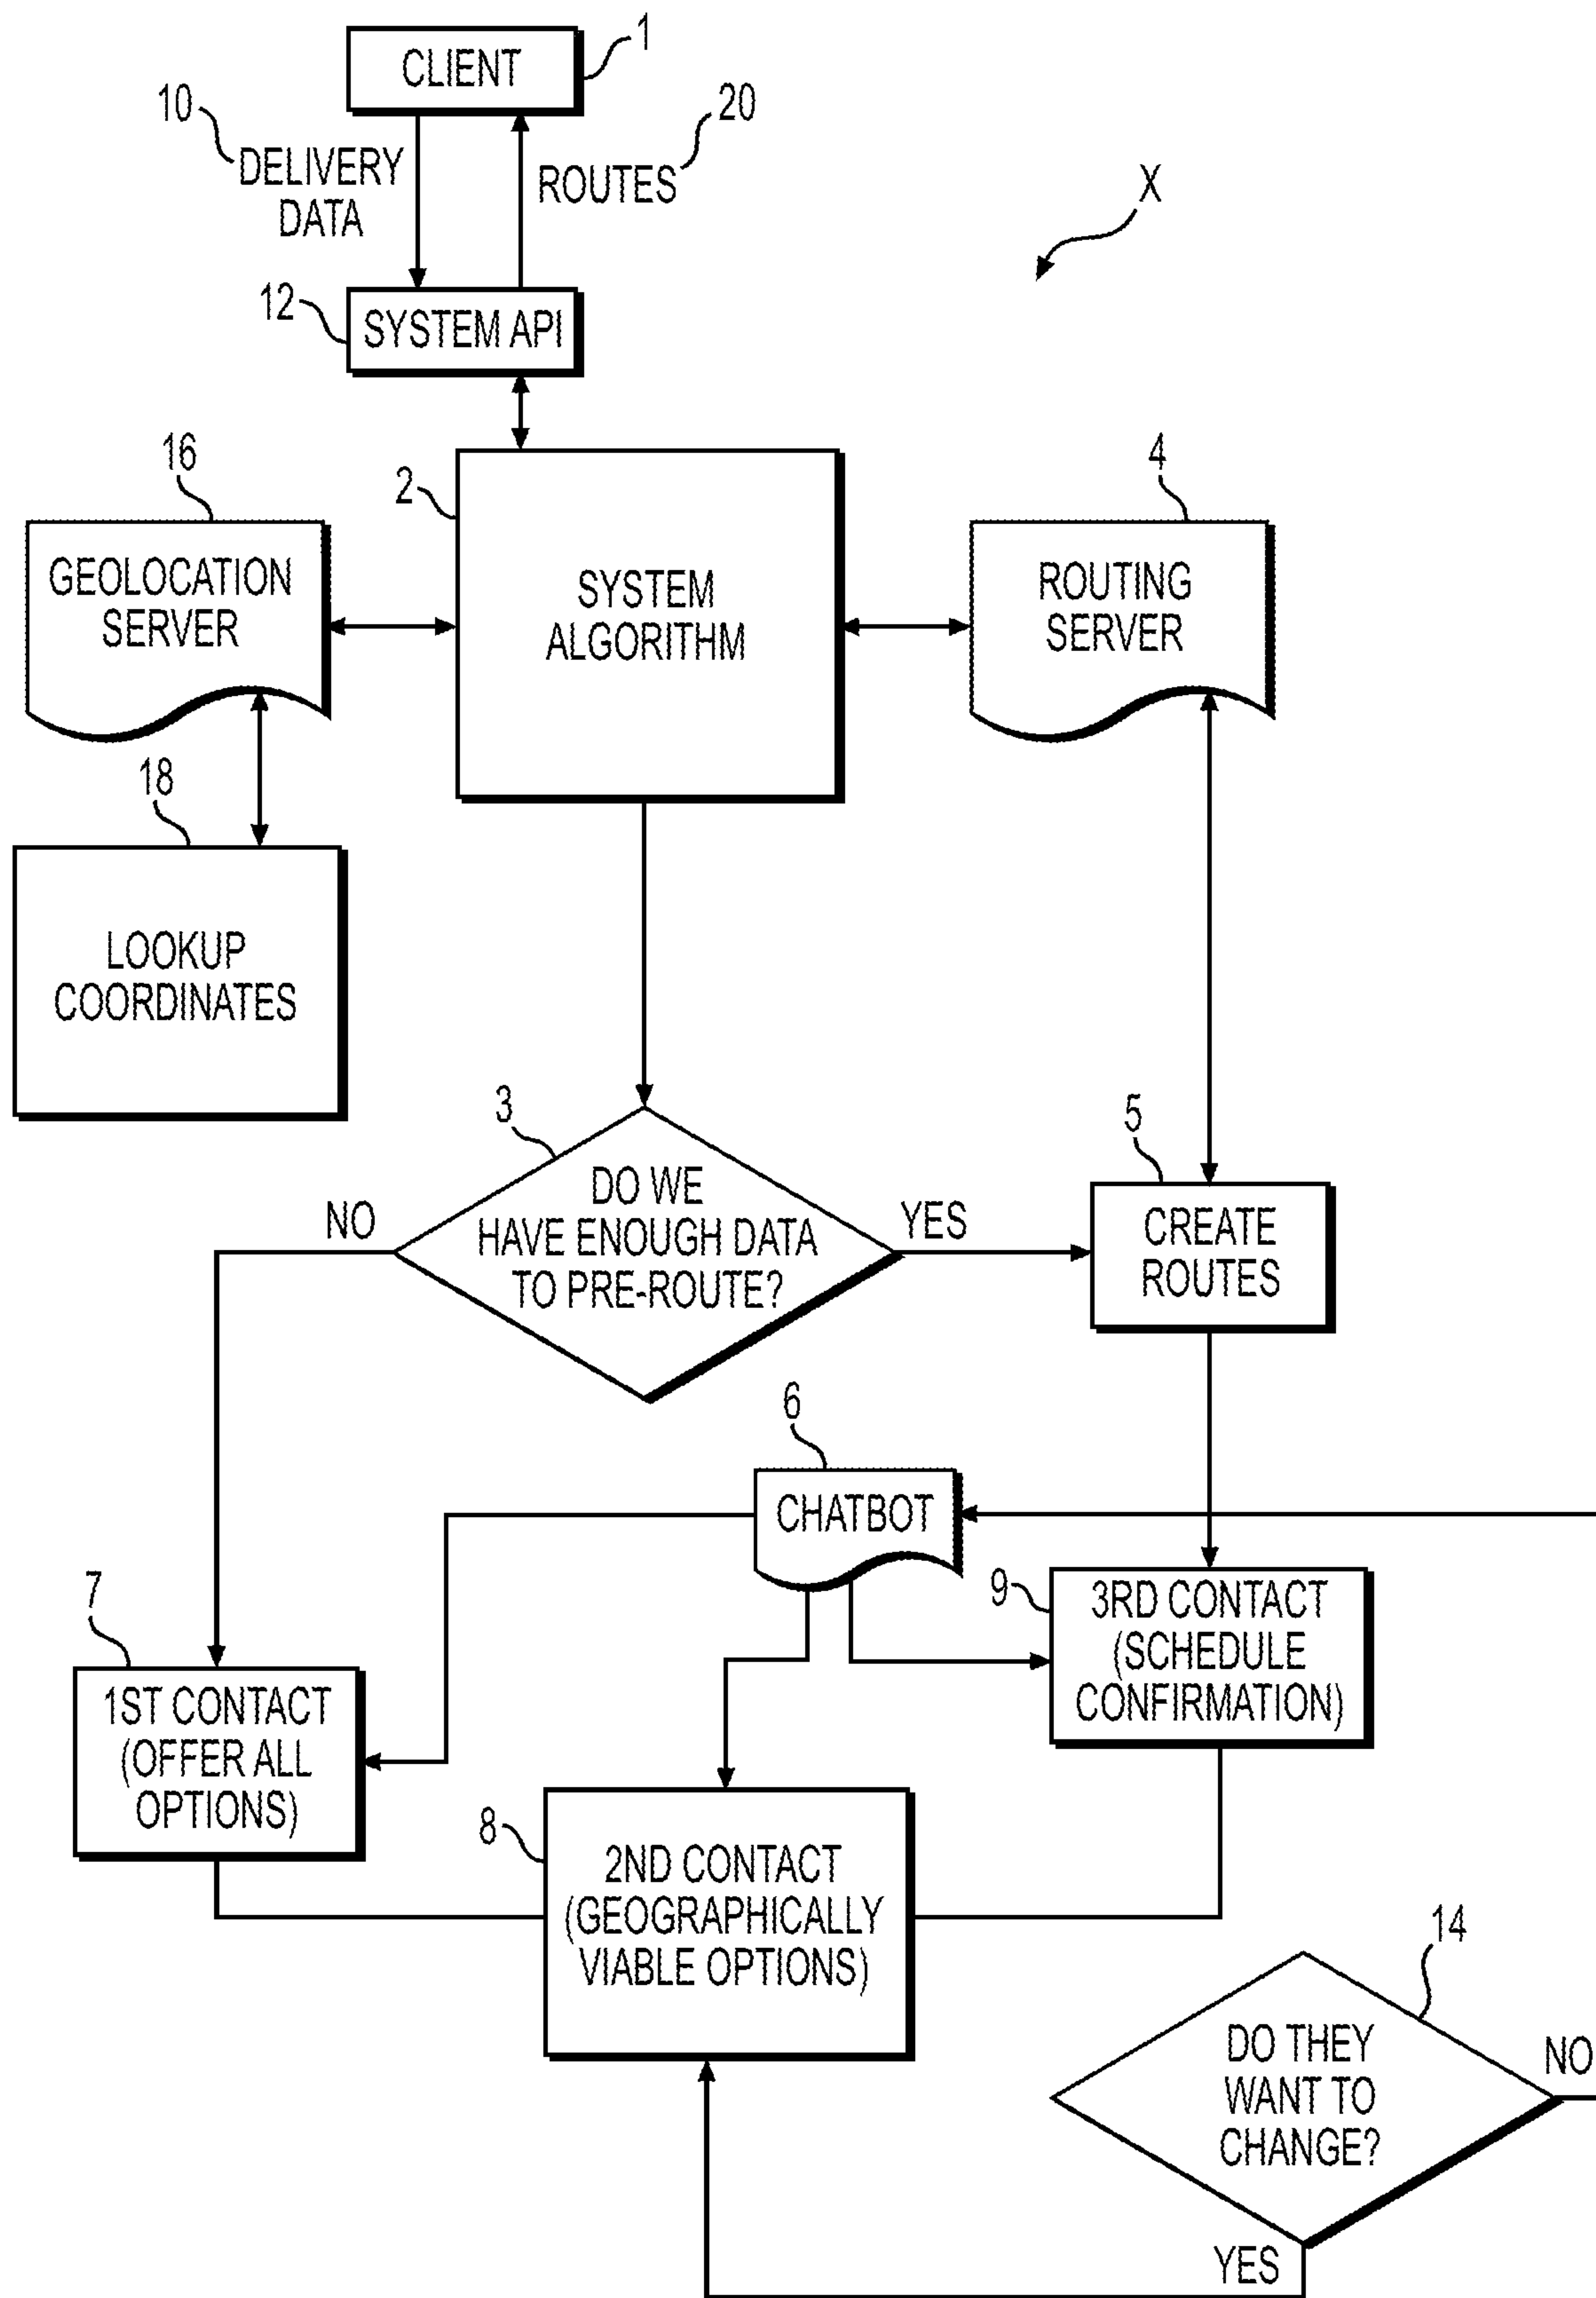 1
CLIENT
10
20
DELIVERY
DATA
ROUTES
X
12
SYSTEM API
16
2
4
GEOLOCATION
SERVER
SYSTEM
ALGORITHM
ROUTING
SERVER
18
LOOKUP
COORDINATES
3
5
DO WE
HAVE ENOUGH DATA
TO PRE-ROUTE?
NO
YES
CREATE
ROUTES
6
CHATBOT
7
9
1ST CONTACT
(OFFER ALL
OPTIONS)
3RD CONTACT
(SCHEDULE
CONFIRMATION)
8
2ND CONTACT
(GEOGRAPHICALLY
VIABLE OPTIONS)
14
DO THEY
WANT TO
CHANGE?
NO
YES